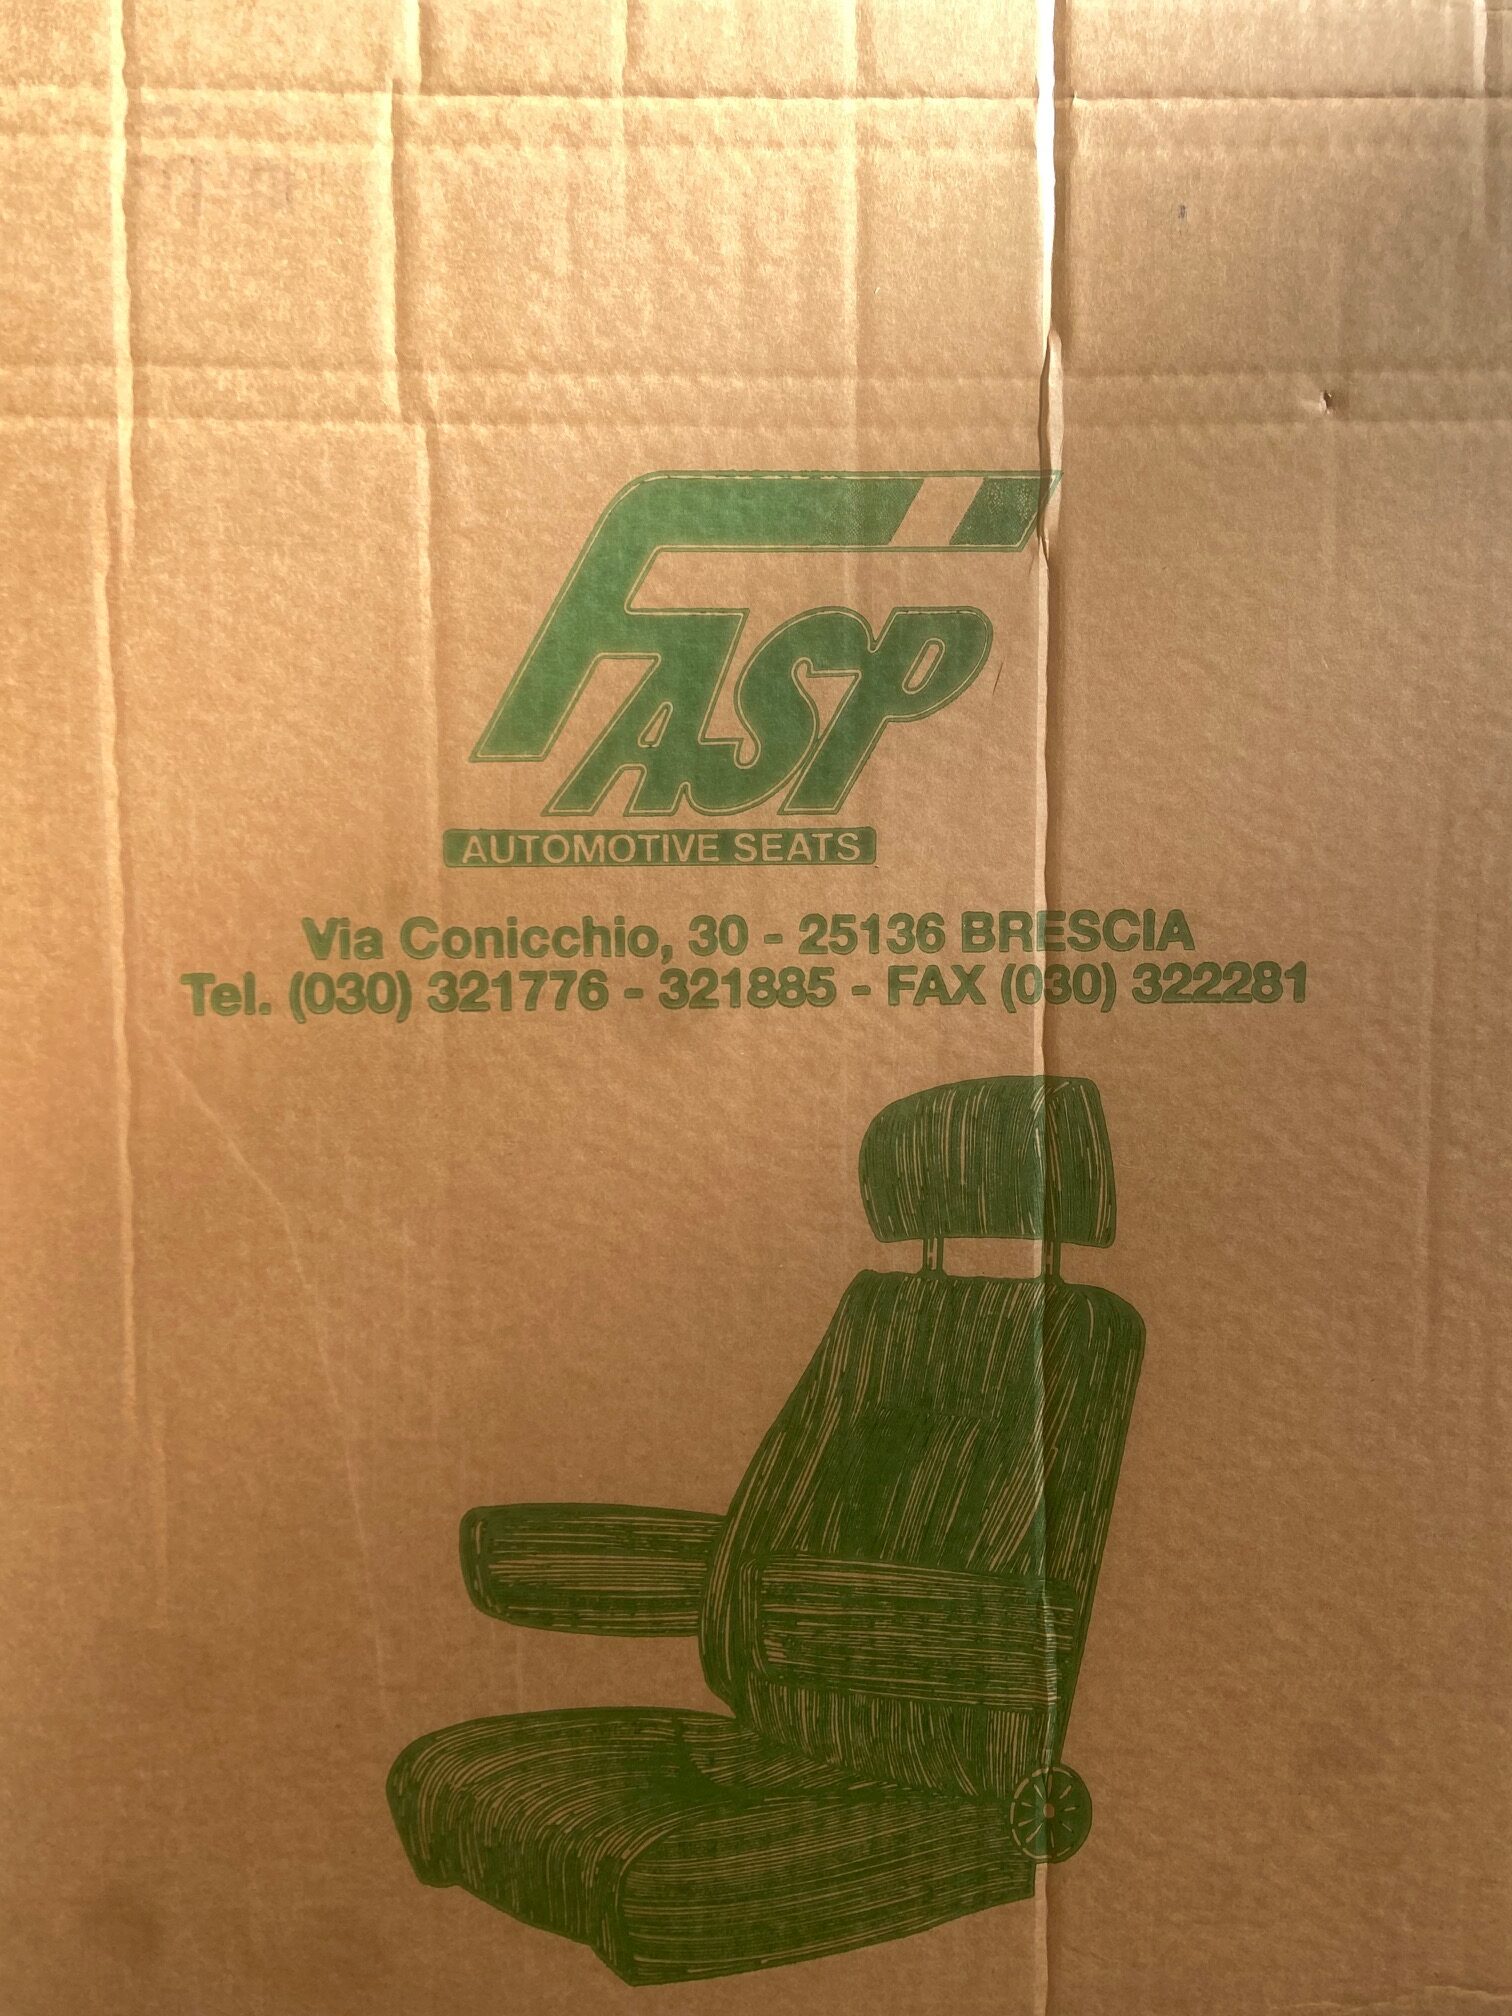 FASP
AUTOMOTIVE SEATS
Via Conicchio, 30 - 25136 BRESCIA
Tel. (030) 321776 - 321885 - FAX (030) 322281